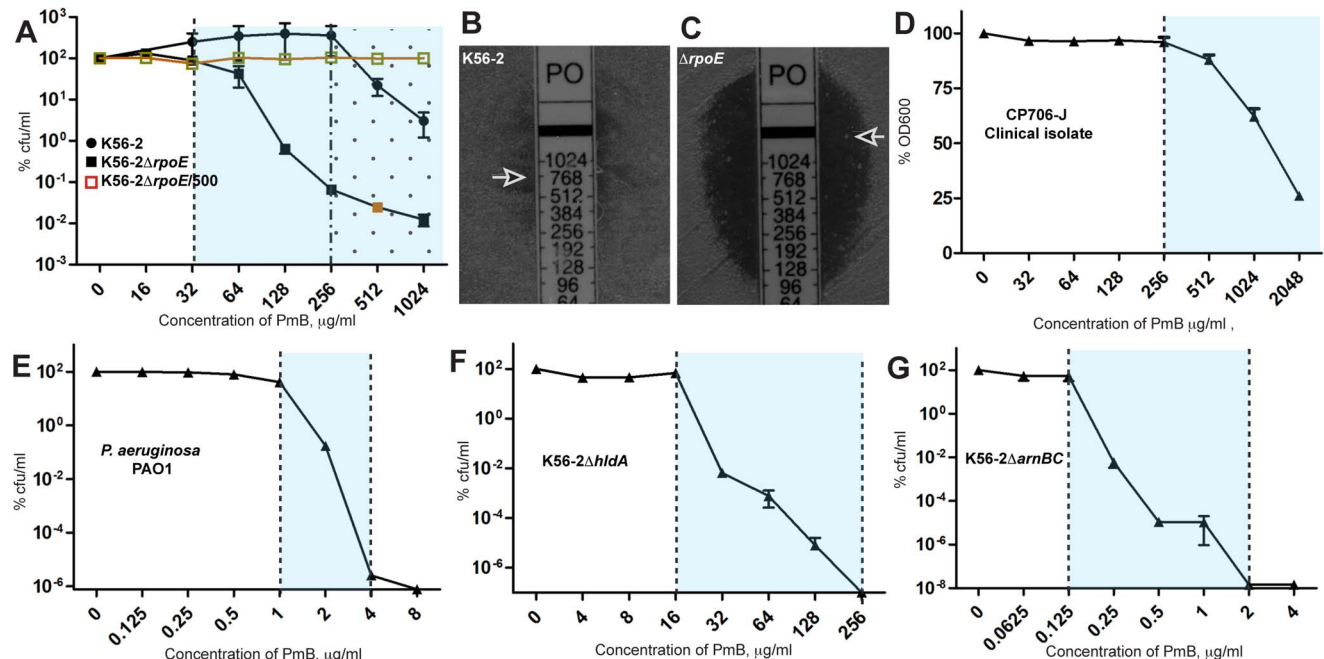 A
% cfu/ml
10³
10²
10¹
10⁰
10⁻¹
10⁻²
10⁻³
K56-2
K56-2ΔrpoE
K56-2ΔrpoE/500
0
16
32
64
128
256
512
1024
Concentration of PmB, µg/ml
B
K56-2
PO
1024
768
512
384
256
192
128
96
64
C
ΔrpoE
PO
1024
768
512
384
256
192
128
96
64
D
% OD600
100
75
50
25
0
CP706-J
Clinical isolate
0
32
64
128
256
512
1024
2048
Concentration of PmB µg/ml ,
E
% cfu/ml
10²
10⁰
10⁻²
10⁻⁴
10⁻⁶
P. aeruginosa
PAO1
0
0.125
0.25
0.5
1
2
4
8
Concentration of PmB, µg/ml
F
% cfu/ml
10²
10⁰
10⁻²
10⁻⁴
10⁻⁶
K56-2ΔhldA
0
4
8
16
32
64
128
256
Concentration of PmB, µg/ml
G
% cfu/ml
10²
10⁰
10⁻²
10⁻⁴
10⁻⁶
10⁻⁸
K56-2ΔarnBC
0
0.0625
0.125
0.25
0.5
1
2
4
Concentration of PmB, µg/ml